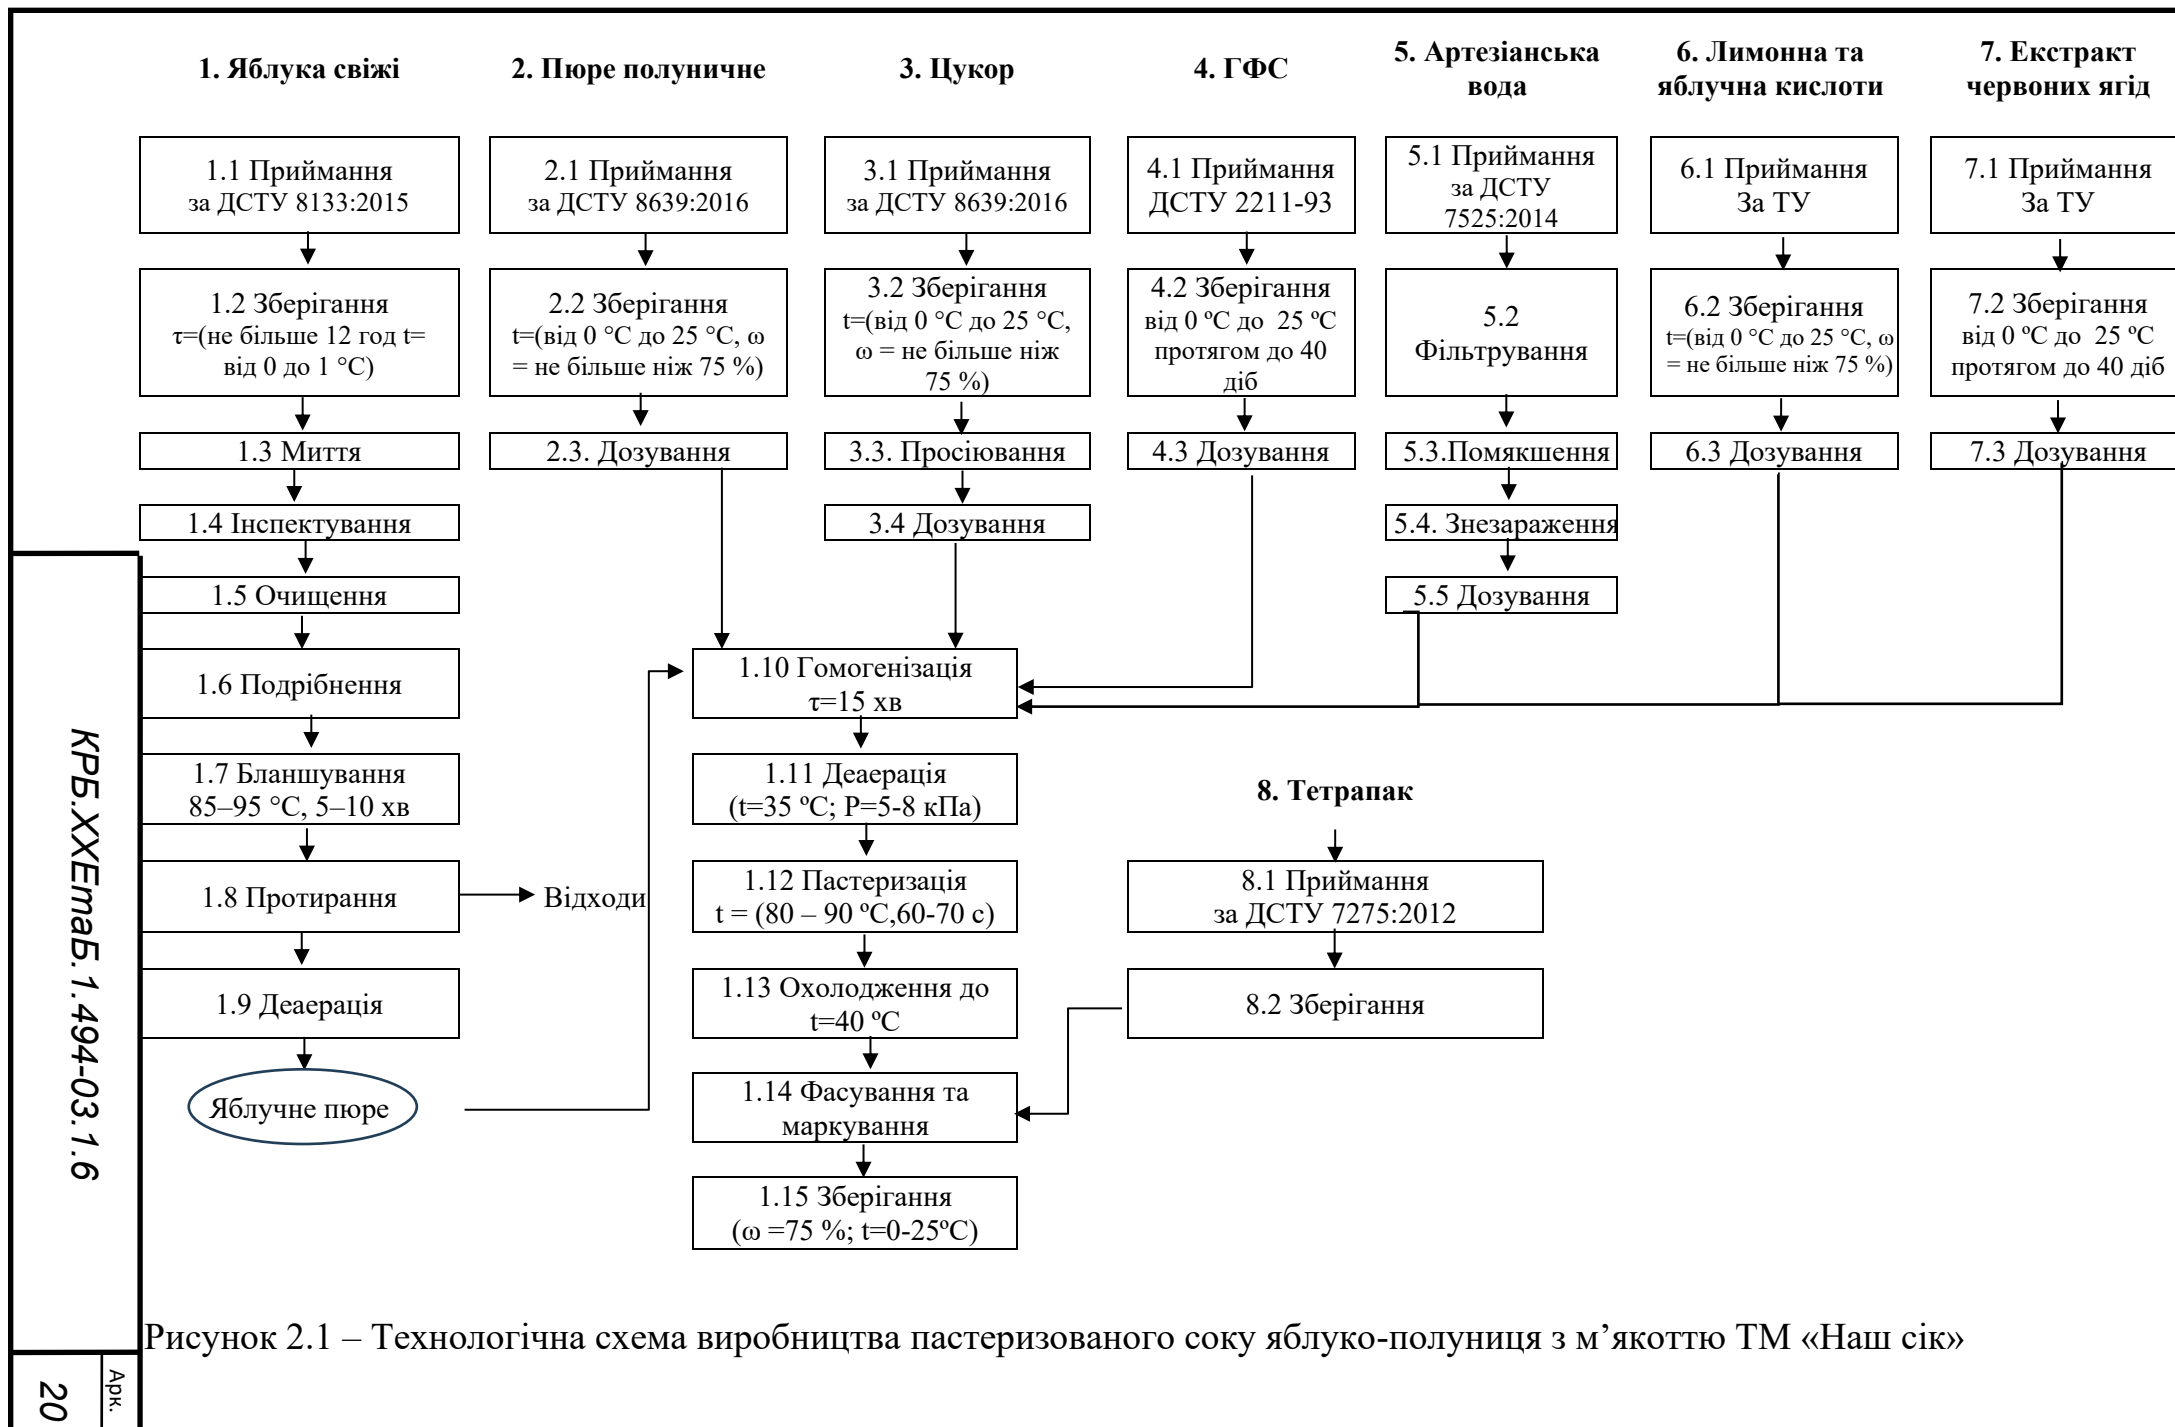 1. Яблука свіжі
2. Пюре полуничне
3. Цукор
4. ГФС
5. Артезіанська
вода
6. Лимонна та
яблучна кислоти
7. Екстракт
червоних ягід
1.1 Приймання
за ДСТУ 8133:2015
2.1 Приймання
за ДСТУ 8639:2016
3.1 Приймання
за ДСТУ 8639:2016
4.1 Приймання
ДСТУ 2211-93
5.1 Приймання
за ДСТУ
7525:2014
6.1 Приймання
За ТУ
7.1 Приймання
За ТУ
1.2 Зберігання
τ=(не більше 12 год t=
від 0 до 1 °С)
2.2 Зберігання
t=(від 0 °С до 25 °С, ω
= не більше ніж 75 %)
3.2 Зберігання
t=(від 0 °С до 25 °С,
ω = не більше ніж
75 %)
4.2 Зберігання
від 0 ºС до 25 ºС
протягом до 40
діб
5.2
Фільтрування
6.2 Зберігання
t=(від 0 °С до 25 °С, ω
= не більше ніж 75 %)
7.2 Зберігання
від 0 ºС до 25 ºС
протягом до 40 діб
1.3 Миття
2.3. Дозування
3.3. Просіювання
4.3 Дозування
5.3.Помякшення
6.3 Дозування
7.3 Дозування
1.4 Інспектування
3.4 Дозування
5.4. Знезараження
1.5 Очищення
5.5 Дозування
1.6 Подрібнення
1.10 Гомогенізація
τ=15 хв
1.7 Бланшування
85–95 °С, 5–10 хв
1.11 Деаерація
(t=35 ºС; Р=5-8 кПа)
8. Тетрапак
1.8 Протирання
Відходи
1.12 Пастеризація
t = (80 – 90 ºС,60-70 с)
8.1 Приймання
за ДСТУ 7275:2012
1.9 Деаерація
1.13 Охолодження до
t=40 ºС
8.2 Зберігання
Яблучне пюре
1.14 Фасування та
маркування
1.15 Зберігання
(ω =75 %; t=0-25ºС)
Рисунок 2.1 – Технологічна схема виробництва пастеризованого соку яблуко-полуниця з м’якоттю ТМ «Наш сік»
КРБ.ХХЕтаБ.1.494-03.1.6
Арк.
20